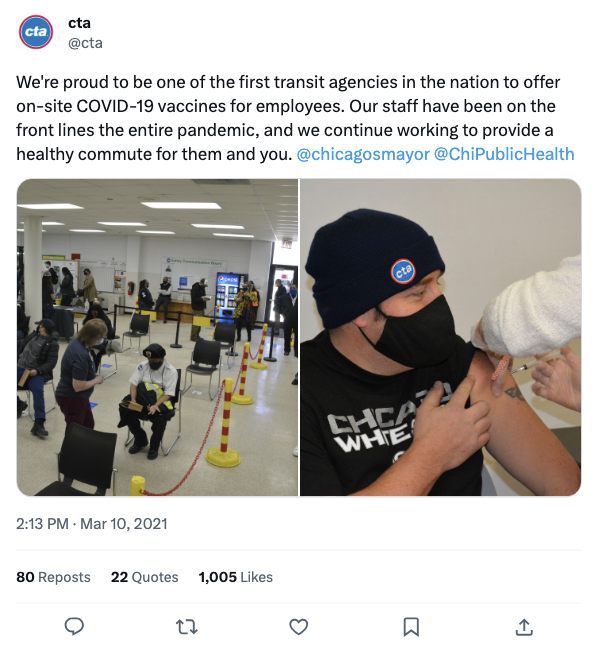 cta
cta
@cta
We're proud to be one of the first transit agencies in the nation to offer
on-site COVID-19 vaccines for employees. Our staff have been on the
front lines the entire pandemic, and we continue working to provide a
healthy commute for them and you. @chicagosmayor @ChiPublicHealth
cta
WHITE
2:13 PM · Mar 10, 2021
80 Reposts 22 Quotes 1,005 Likes